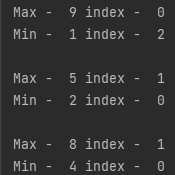 Max -  9 index -  0
Min -  1 index -  2
Max -  5 index -  1
Min -  2 index -  0
Max -  8 index -  1
Min -  4 index -  0